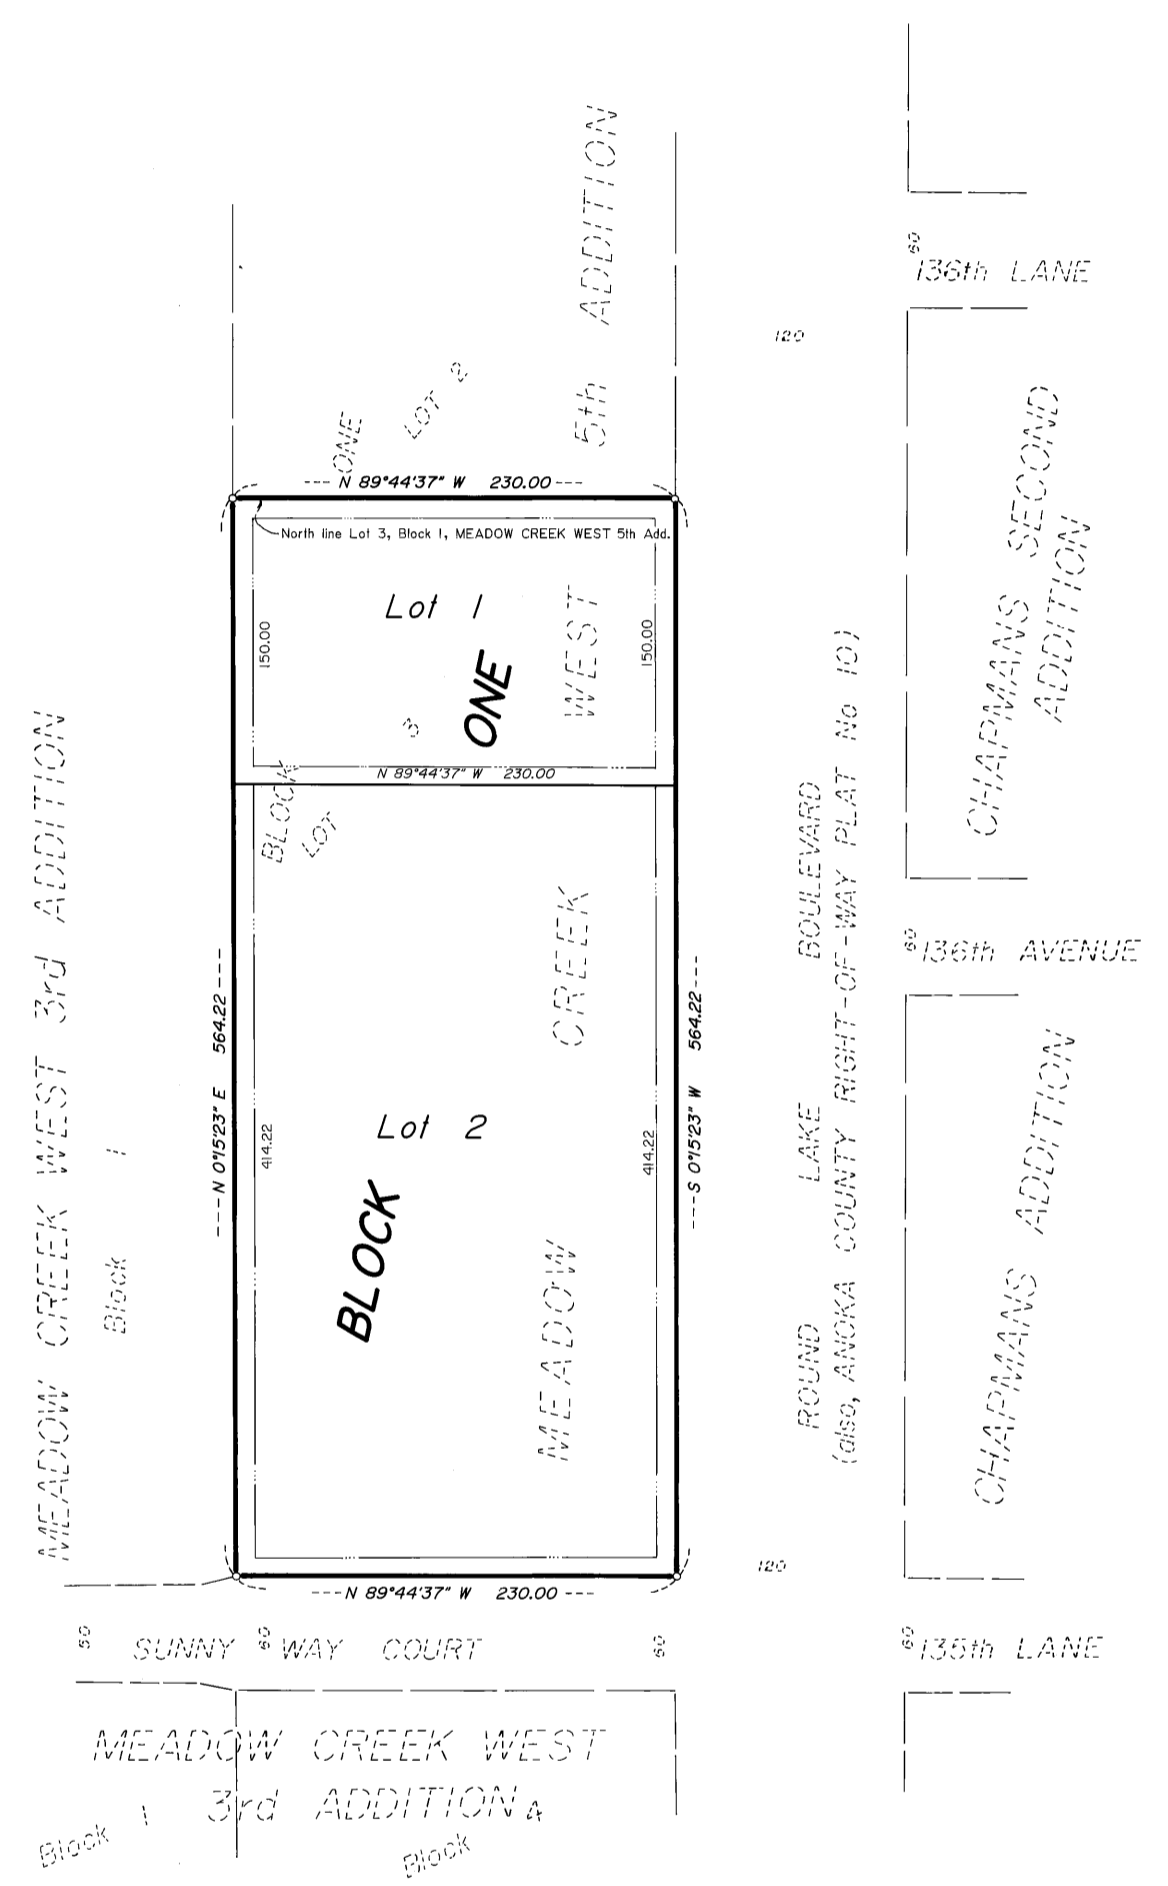 5th ADDITION
60
136th LANE
120
LOT 2
ONE
--- N 89°44'37" W 230.00 ---
North line Lot 3, Block 1, MEADOW CREEK WEST 5th Add.
CHAPMANS SECOND
ADDITION
Lot 1
WEST
150.00
150.00
ONE
3
N 89°44'37" W 230.00
BLOCK
LOT
MEADOW CREEK WEST 3rd ADDITION
Block 1
ROUND LAKE BOULEVARD
(also, ANOKA COUNTY RIGHT-OF-WAY PLAT No 10)
CREEK
60
136th AVENUE
---N 0°15'23" E 564.22---
---S 0°15'23" W 564.22---
Lot 2
414.22
414.22
BLOCK
MEADOW
CHAPMANS ADDITION
120
---N 89°44'37" W 230.00 ---
50
SUNNY WAY COURT
60
60
60
135th LANE
MEADOW CREEK WEST
3rd ADDITION
Block 1
Block 4